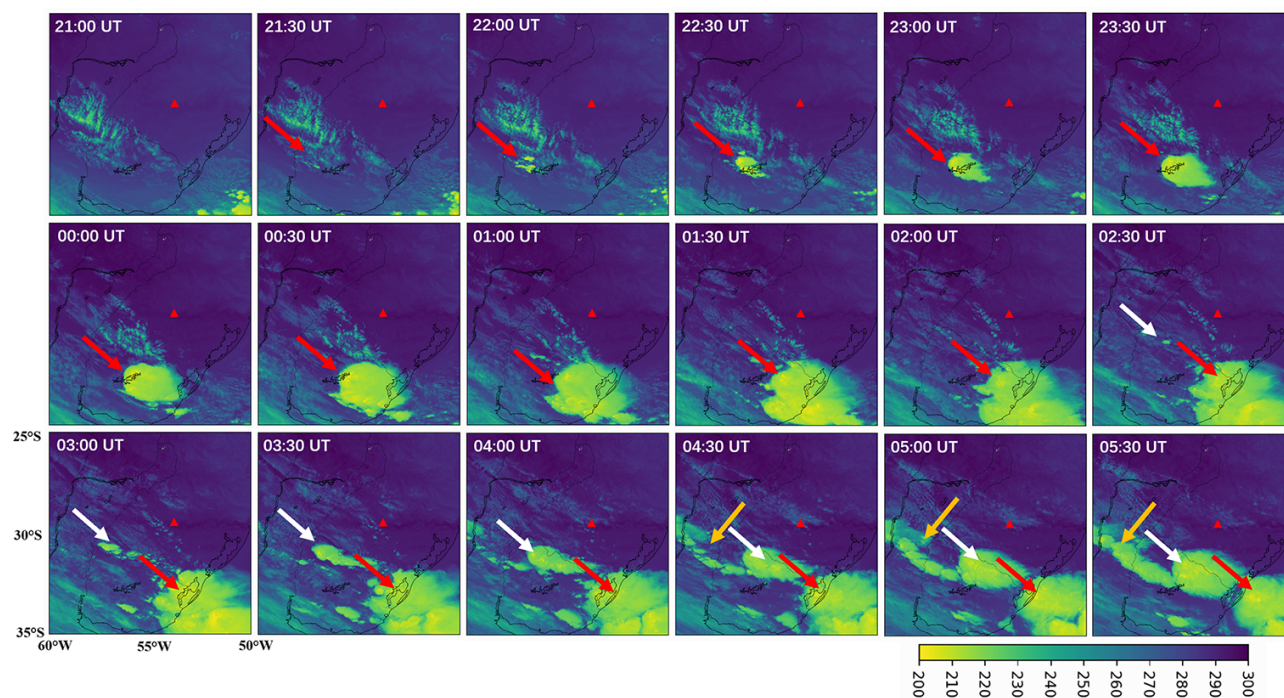 21:00 UT 21:30 UT 22:00 UT 22:30 UT 23:00 UT 23:30 UT
00:00 UT 00:30 UT 01:00 UT 01:30 UT 02:00 UT 02:30 UT
25°S
03:00 UT 03:30 UT 04:00 UT 04:30 UT 05:00 UT 05:30 UT
30°S
35°S
60°W 55°W 50°W
200 210 220 230 240 250 260 270 280 290 300